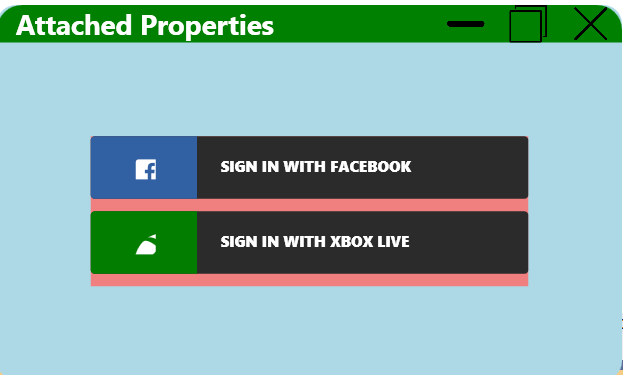 Attached Properties
SIGN IN WITH FACEBOOK
SIGN IN WITH XBOX LIVE